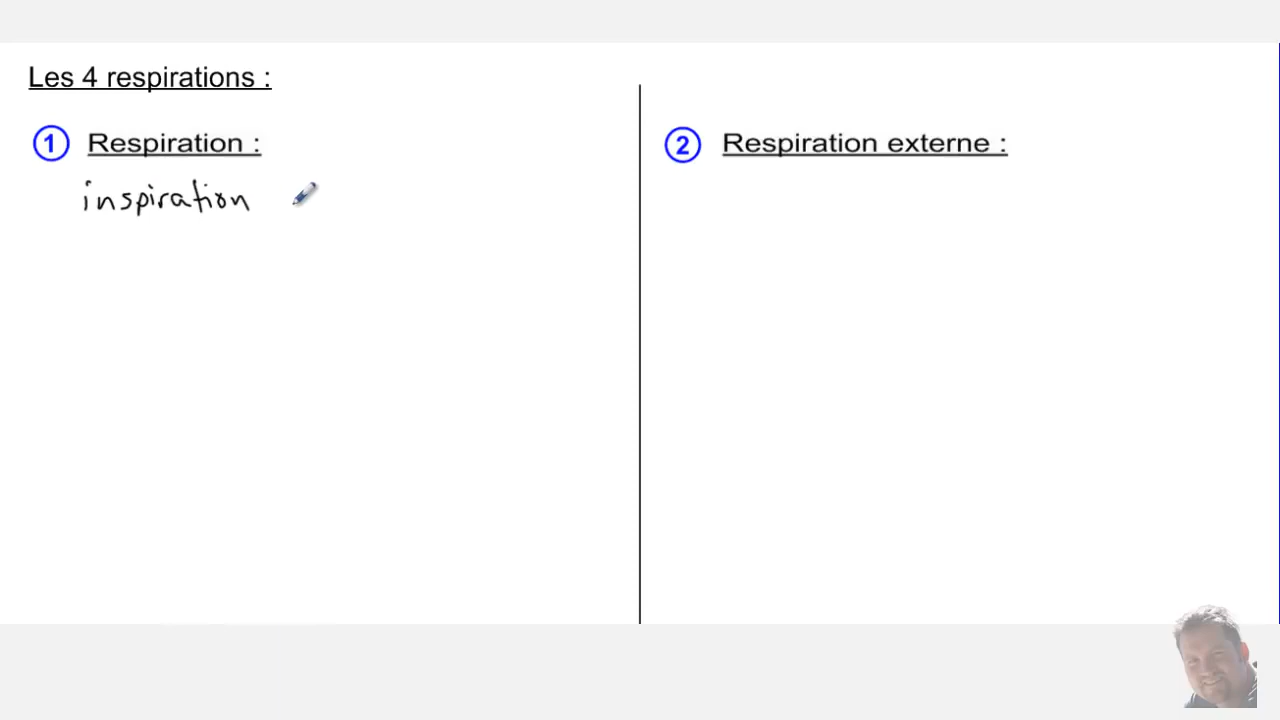 Les 4 respirations :
1 Respiration :
inspiration
2 Respiration externe :